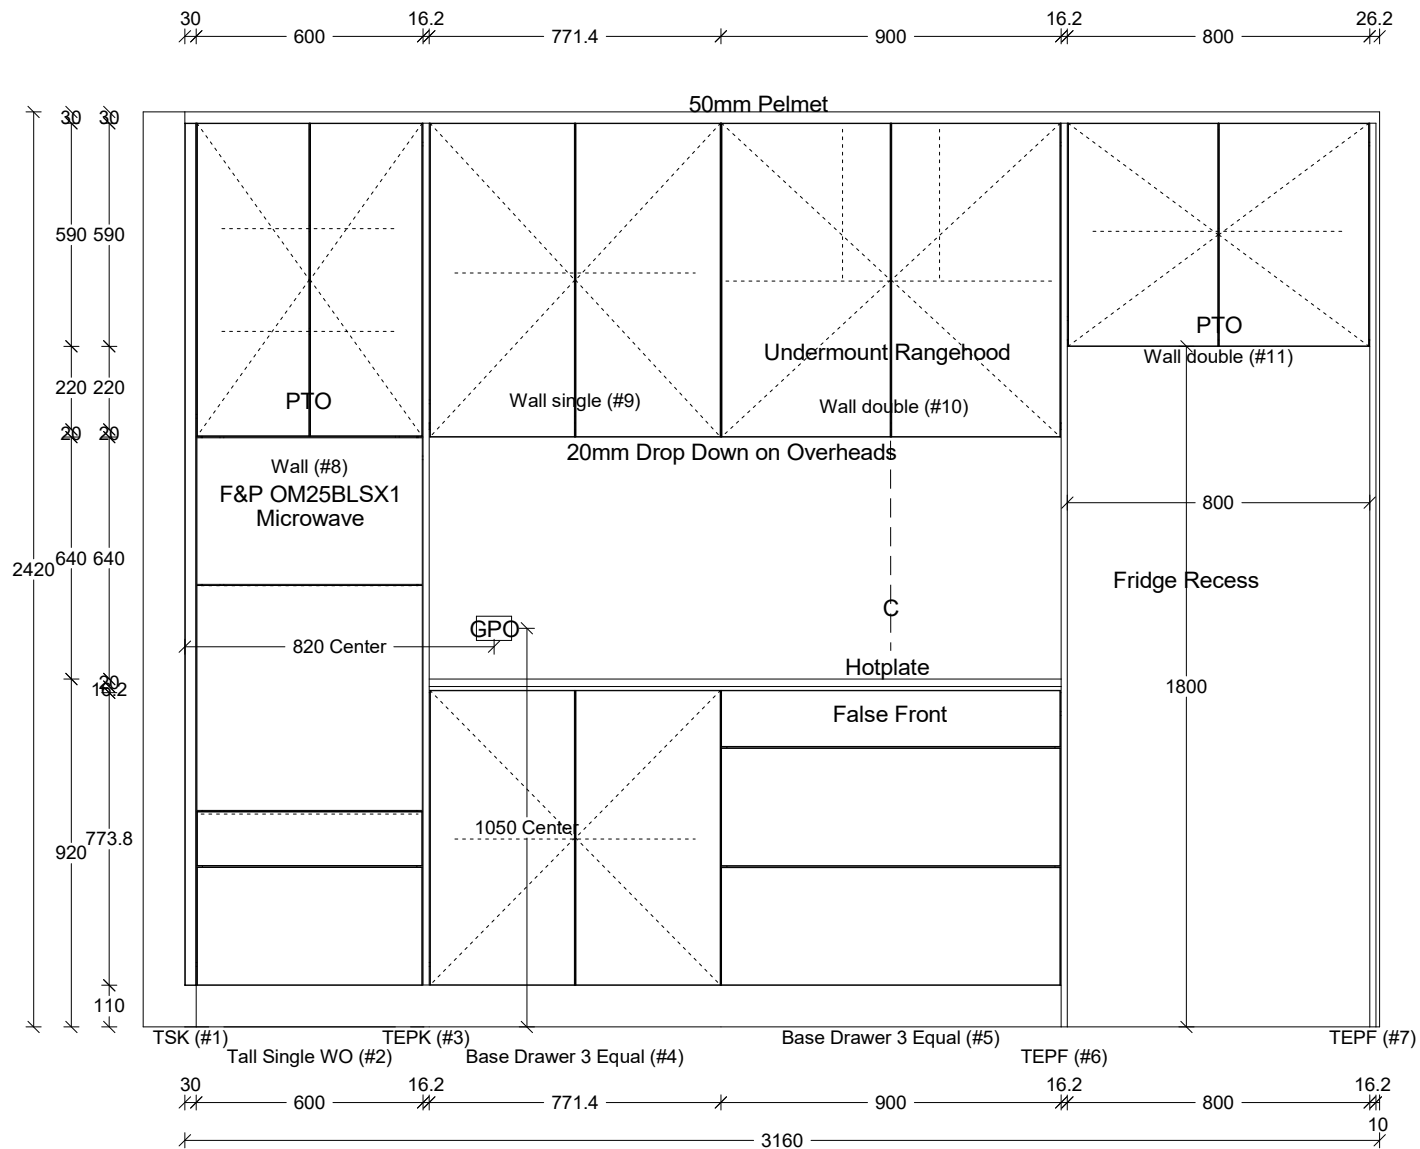 30 16.2 16.2 26.2
600 771.4 900 800
50mm Pelmet
30 30
590 590
PTO
Undermount Rangehood
Wall double (#11)
220 220
PTO
Wall single (#9)
Wall double (#10)
20 20
20mm Drop Down on Overheads
Wall (#8)
F&P OM25BLSX1
Microwave
800
2420
640 640
Fridge Recess
C
GPO
820 Center
Hotplate
20
16.2
1800
False Front
1050 Center
920
773.8
110
TSK (#1) TEPK (#3) Base Drawer 3 Equal (#5) TEPF (#7)
Tall Single WO (#2) Base Drawer 3 Equal (#4) TEPF (#6)
30 16.2 16.2 16.2
600 771.4 900 800
10
3160